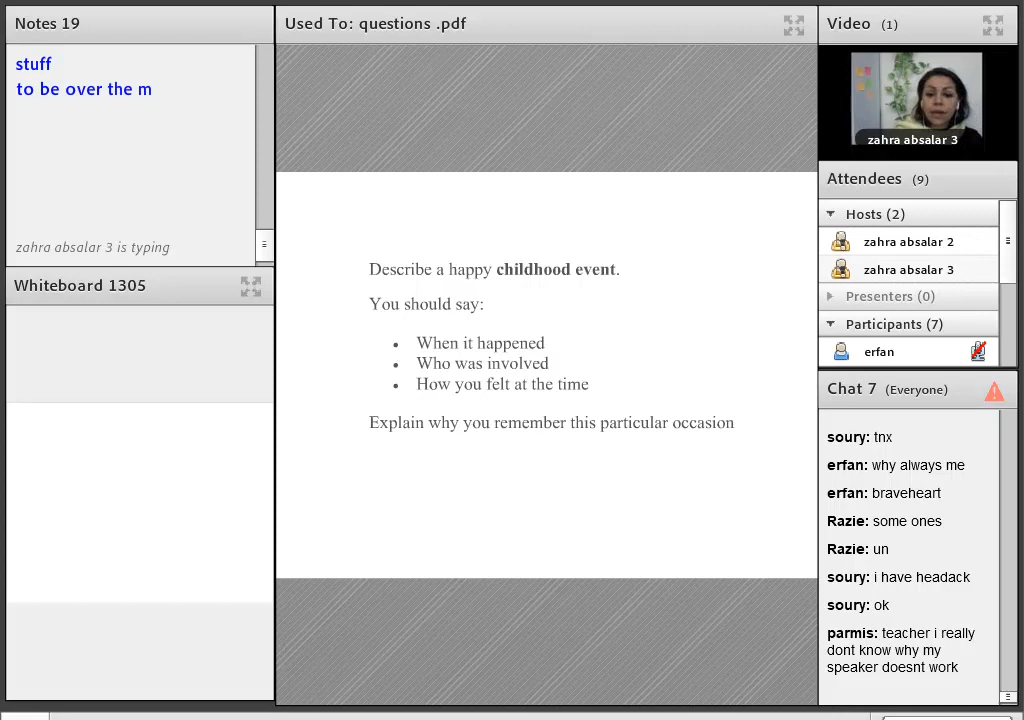 Notes 19
stuff
to be over the m
zahra absalar 3 is typing
Whiteboard 1305
Used To: questions .pdf
Describe a happy childhood event.
You should say:
• When it happened
• Who was involved
• How you felt at the time
Explain why you remember this particular occasion
Video (1)
zahra absalar 3
Attendees (9)
Hosts (2)
zahra absalar 2
zahra absalar 3
Presenters (0)
Participants (7)
erfan
Chat 7 (Everyone)
soury: tnx
erfan: why always me
erfan: braveheart
Razie: some ones
Razie: un
soury: i have headack
soury: ok
parmis: teacher i really
dont know why my
speaker doesnt work